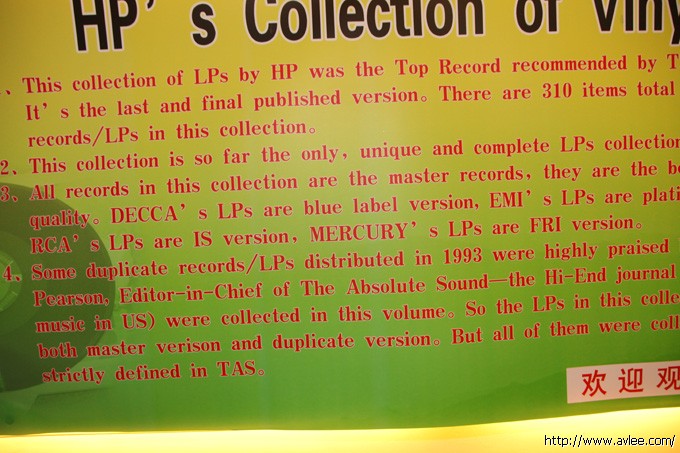 HP’s Collection of Viny
1、This collection of LPs by HP was the Top Record recommended by T
It’s the last and final published version。There are 310 items total
records/LPs in this collection。
2、This collection is so far the only, unique and complete LPs collection
3、All records in this collection are the master records, they are the be
quality。DECCA’s LPs are blue label version, EMI’s LPs are plati
RCA’s LPs are IS version, MERCURY’s LPs are FRI version。
4、Some duplicate records/LPs distributed in 1993 were highly praised
Pearson, Editor-in-Chief of The Absolute Sound—the Hi-End journal
music in US) were collected in this volume。So the LPs in this colle
both master verison and duplicate version。But all of them were coll
strictly defined in TAS。
欢迎观
http://www.avlee.com/